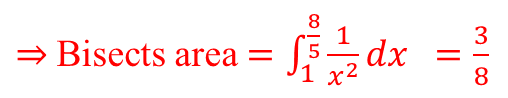 ⇒ Bisects area = ∫₁^(8/5) 1/x² dx = 3/8